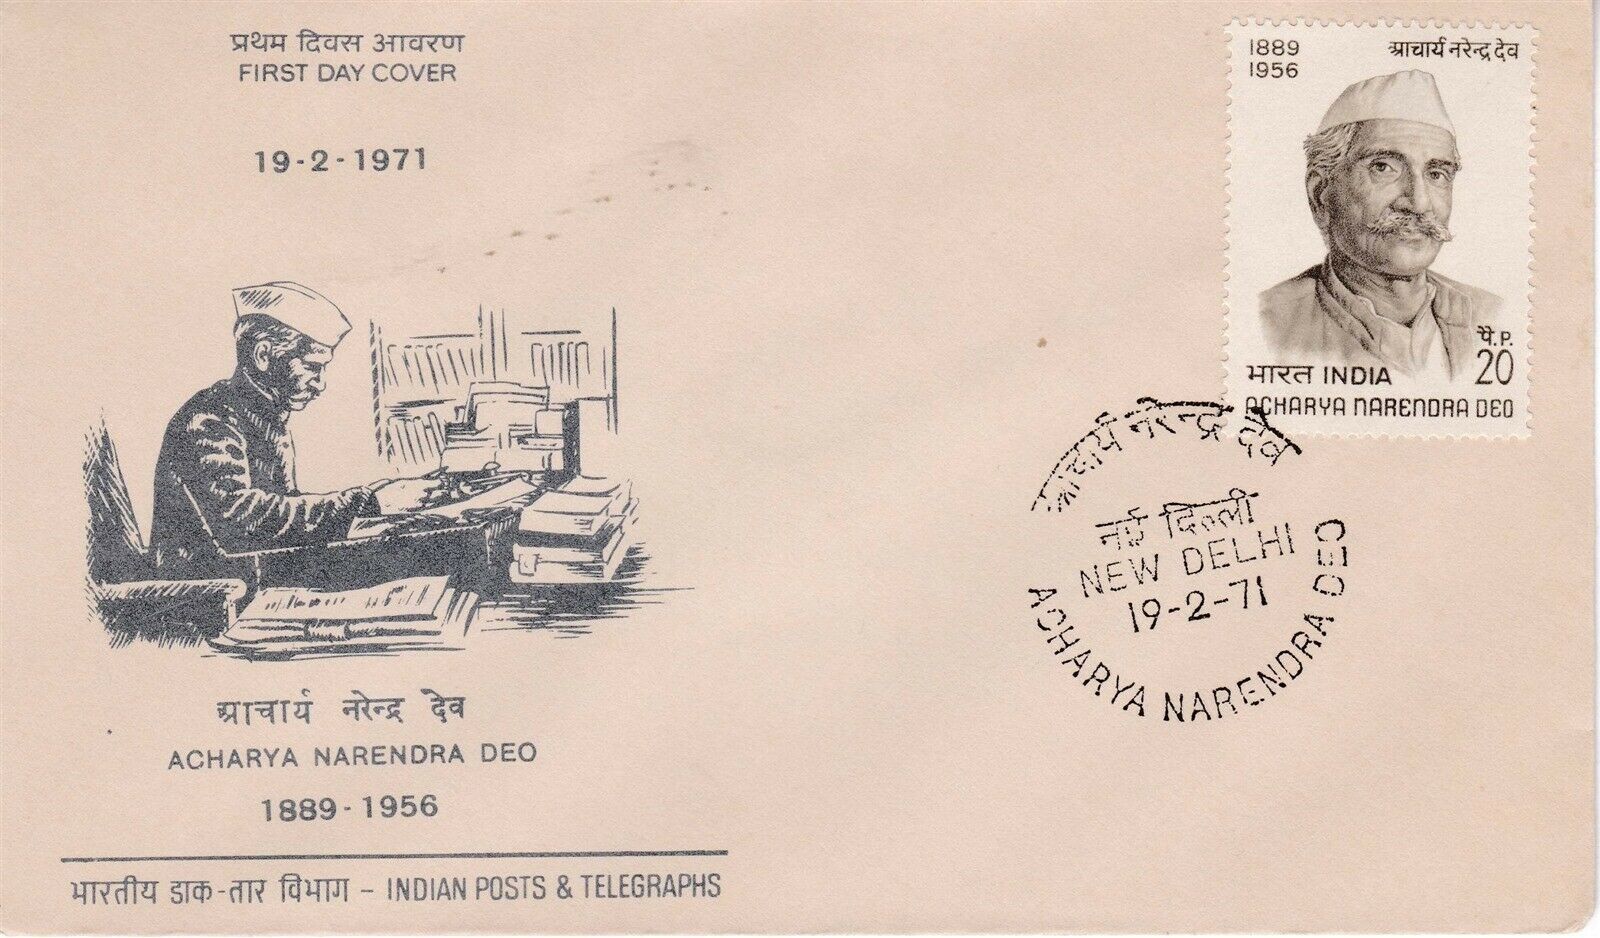 प्रथम दिवस आवरण
FIRST DAY COVER
19-2-1971
1889 आचार्य नरेन्द्र देव
1956
पै. P.
20
भारत INDIA
ACHARYA NARENDRA DEO
आचार्य नरेन्द्र देव
नई दिल्ली
NEW DELHI
19-2-71
ACHARYA NARENDRA DEO
आचार्य नरेन्द्र देव
ACHARYA NARENDRA DEO
1889-1956
भारतीय डाक-तार विभाग - INDIAN POSTS & TELEGRAPHS